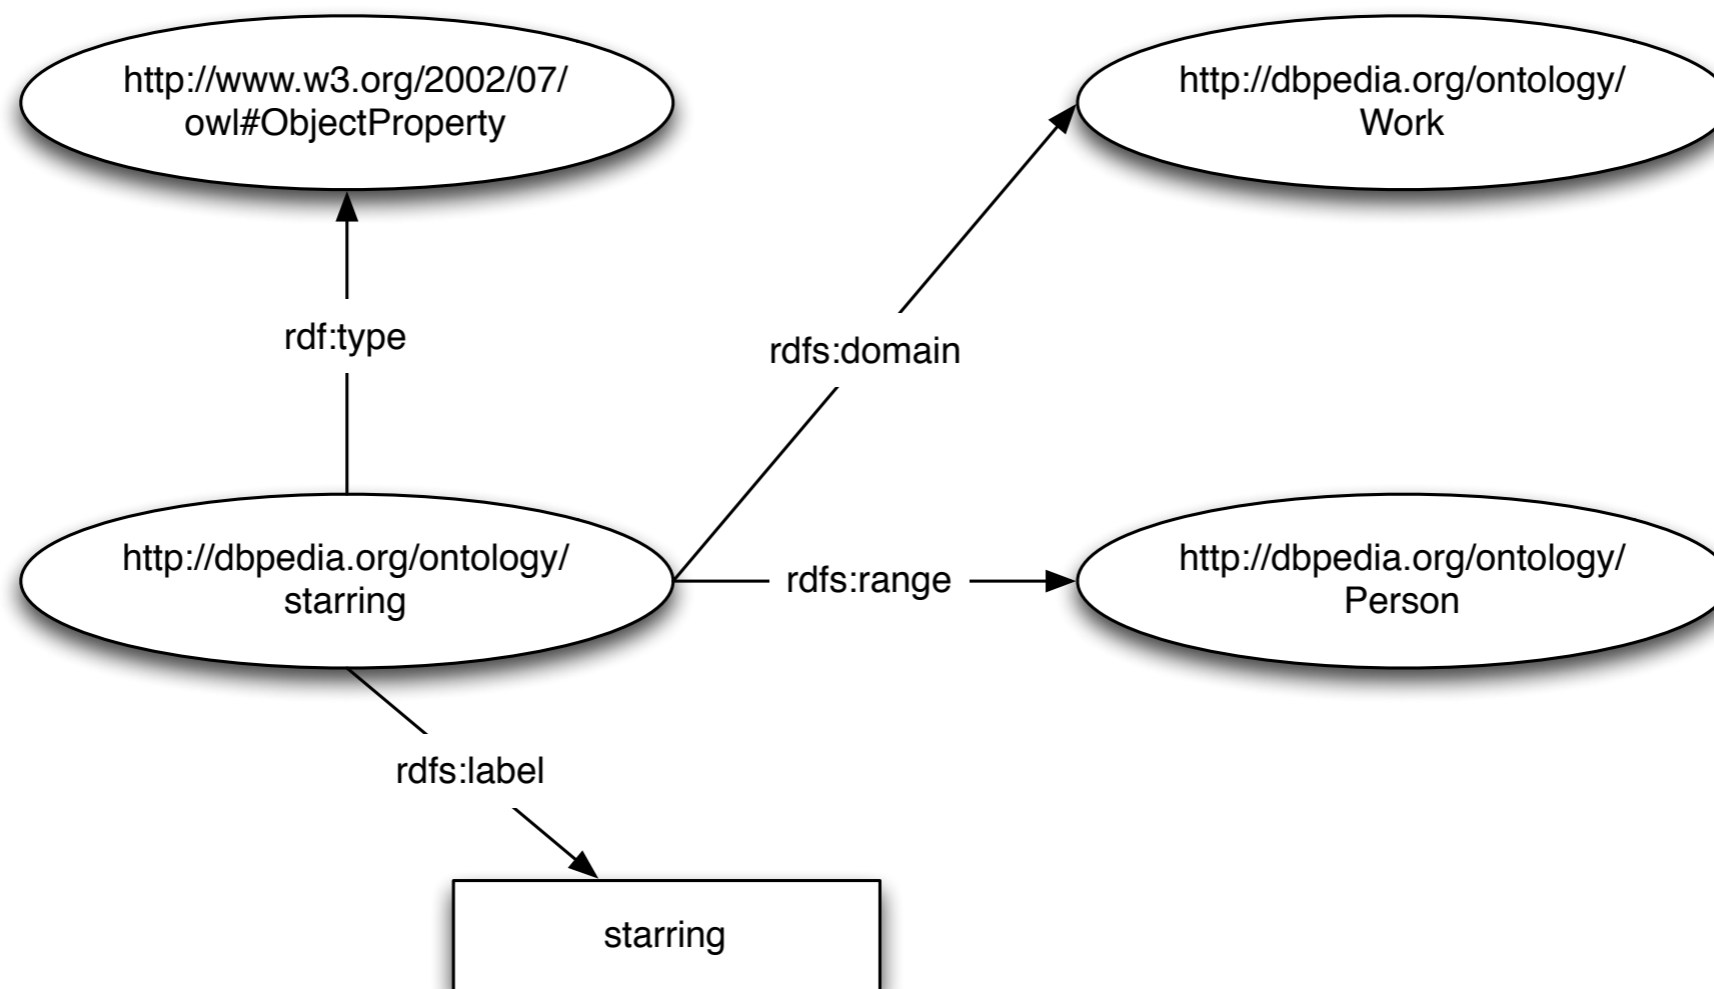 http://www.w3.org/2002/07/
owl#ObjectProperty
http://dbpedia.org/ontology/
Work
rdf:type
rdfs:domain
http://dbpedia.org/ontology/
starring
rdfs:range
http://dbpedia.org/ontology/
Person
rdfs:label
starring